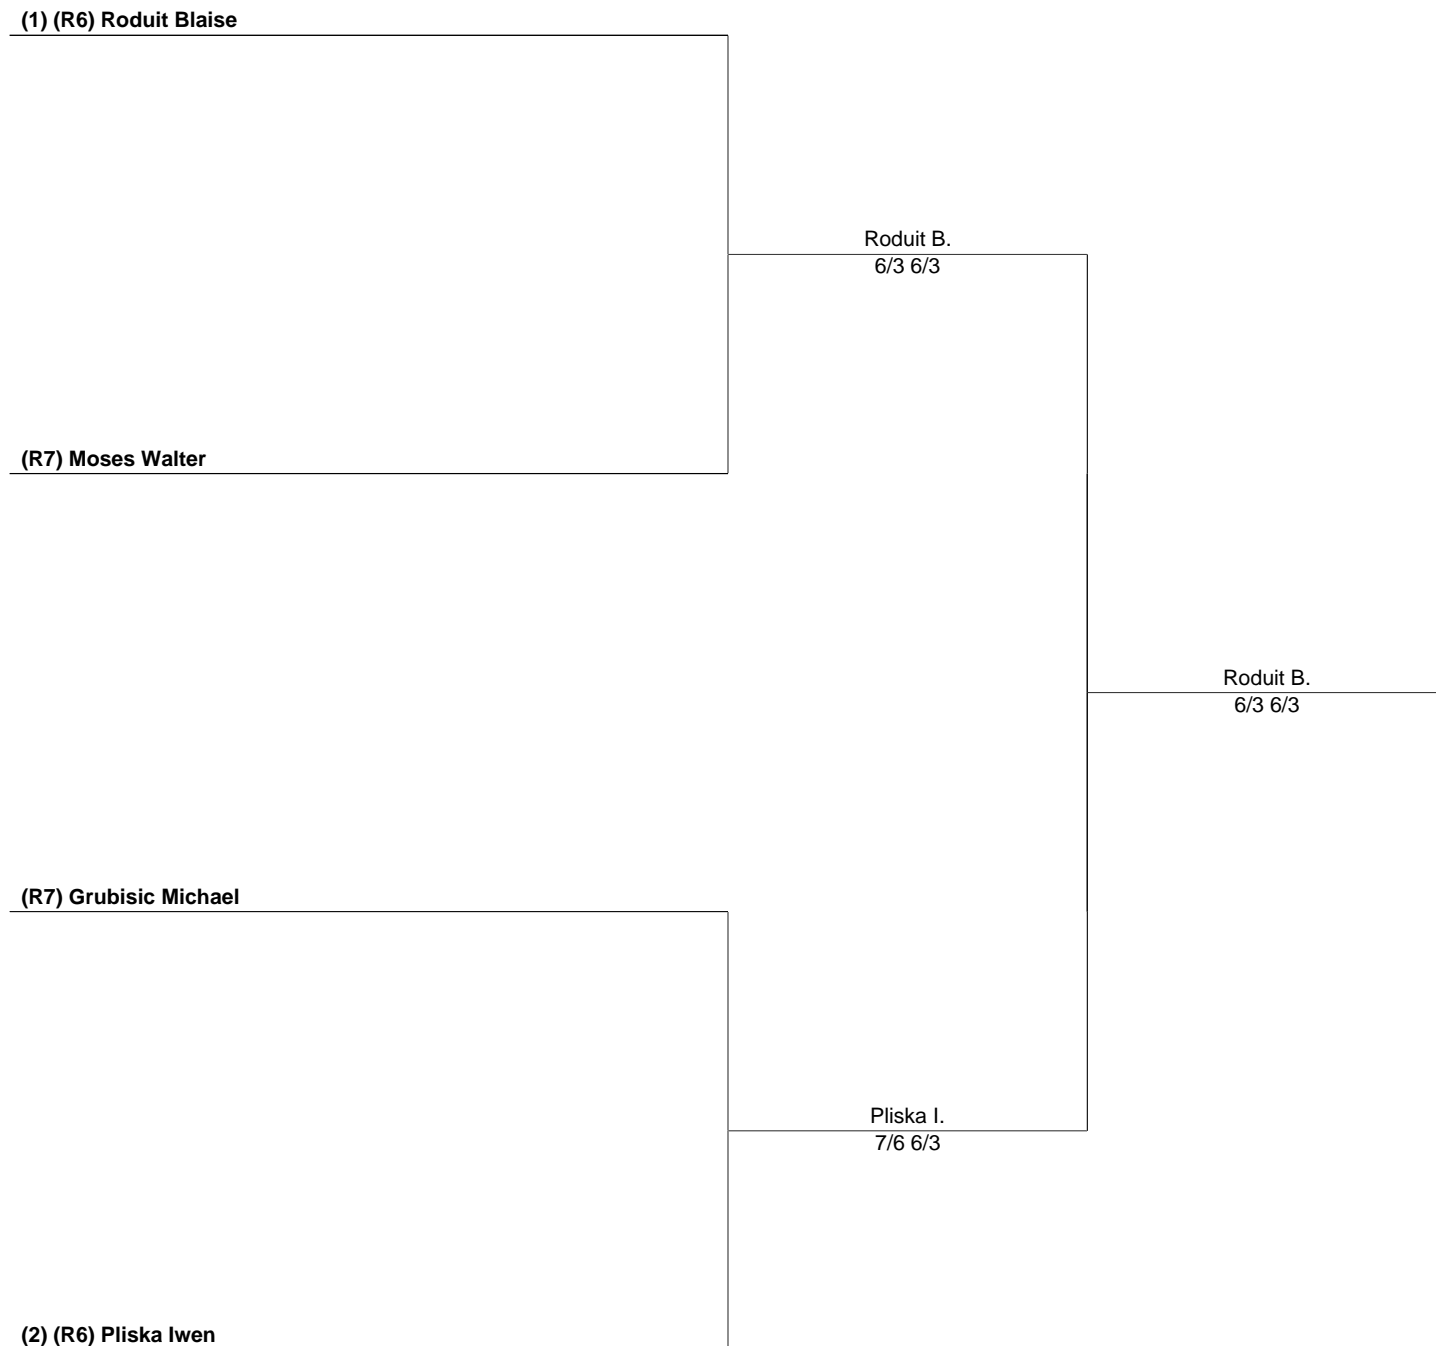 (1) (R6) Roduit Blaise
Roduit B.
6/3 6/3
(R7) Moses Walter
Roduit B.
6/3 6/3
(R7) Grubisic Michael
Pliska I.
7/6 6/3
(2) (R6) Pliska Iwen